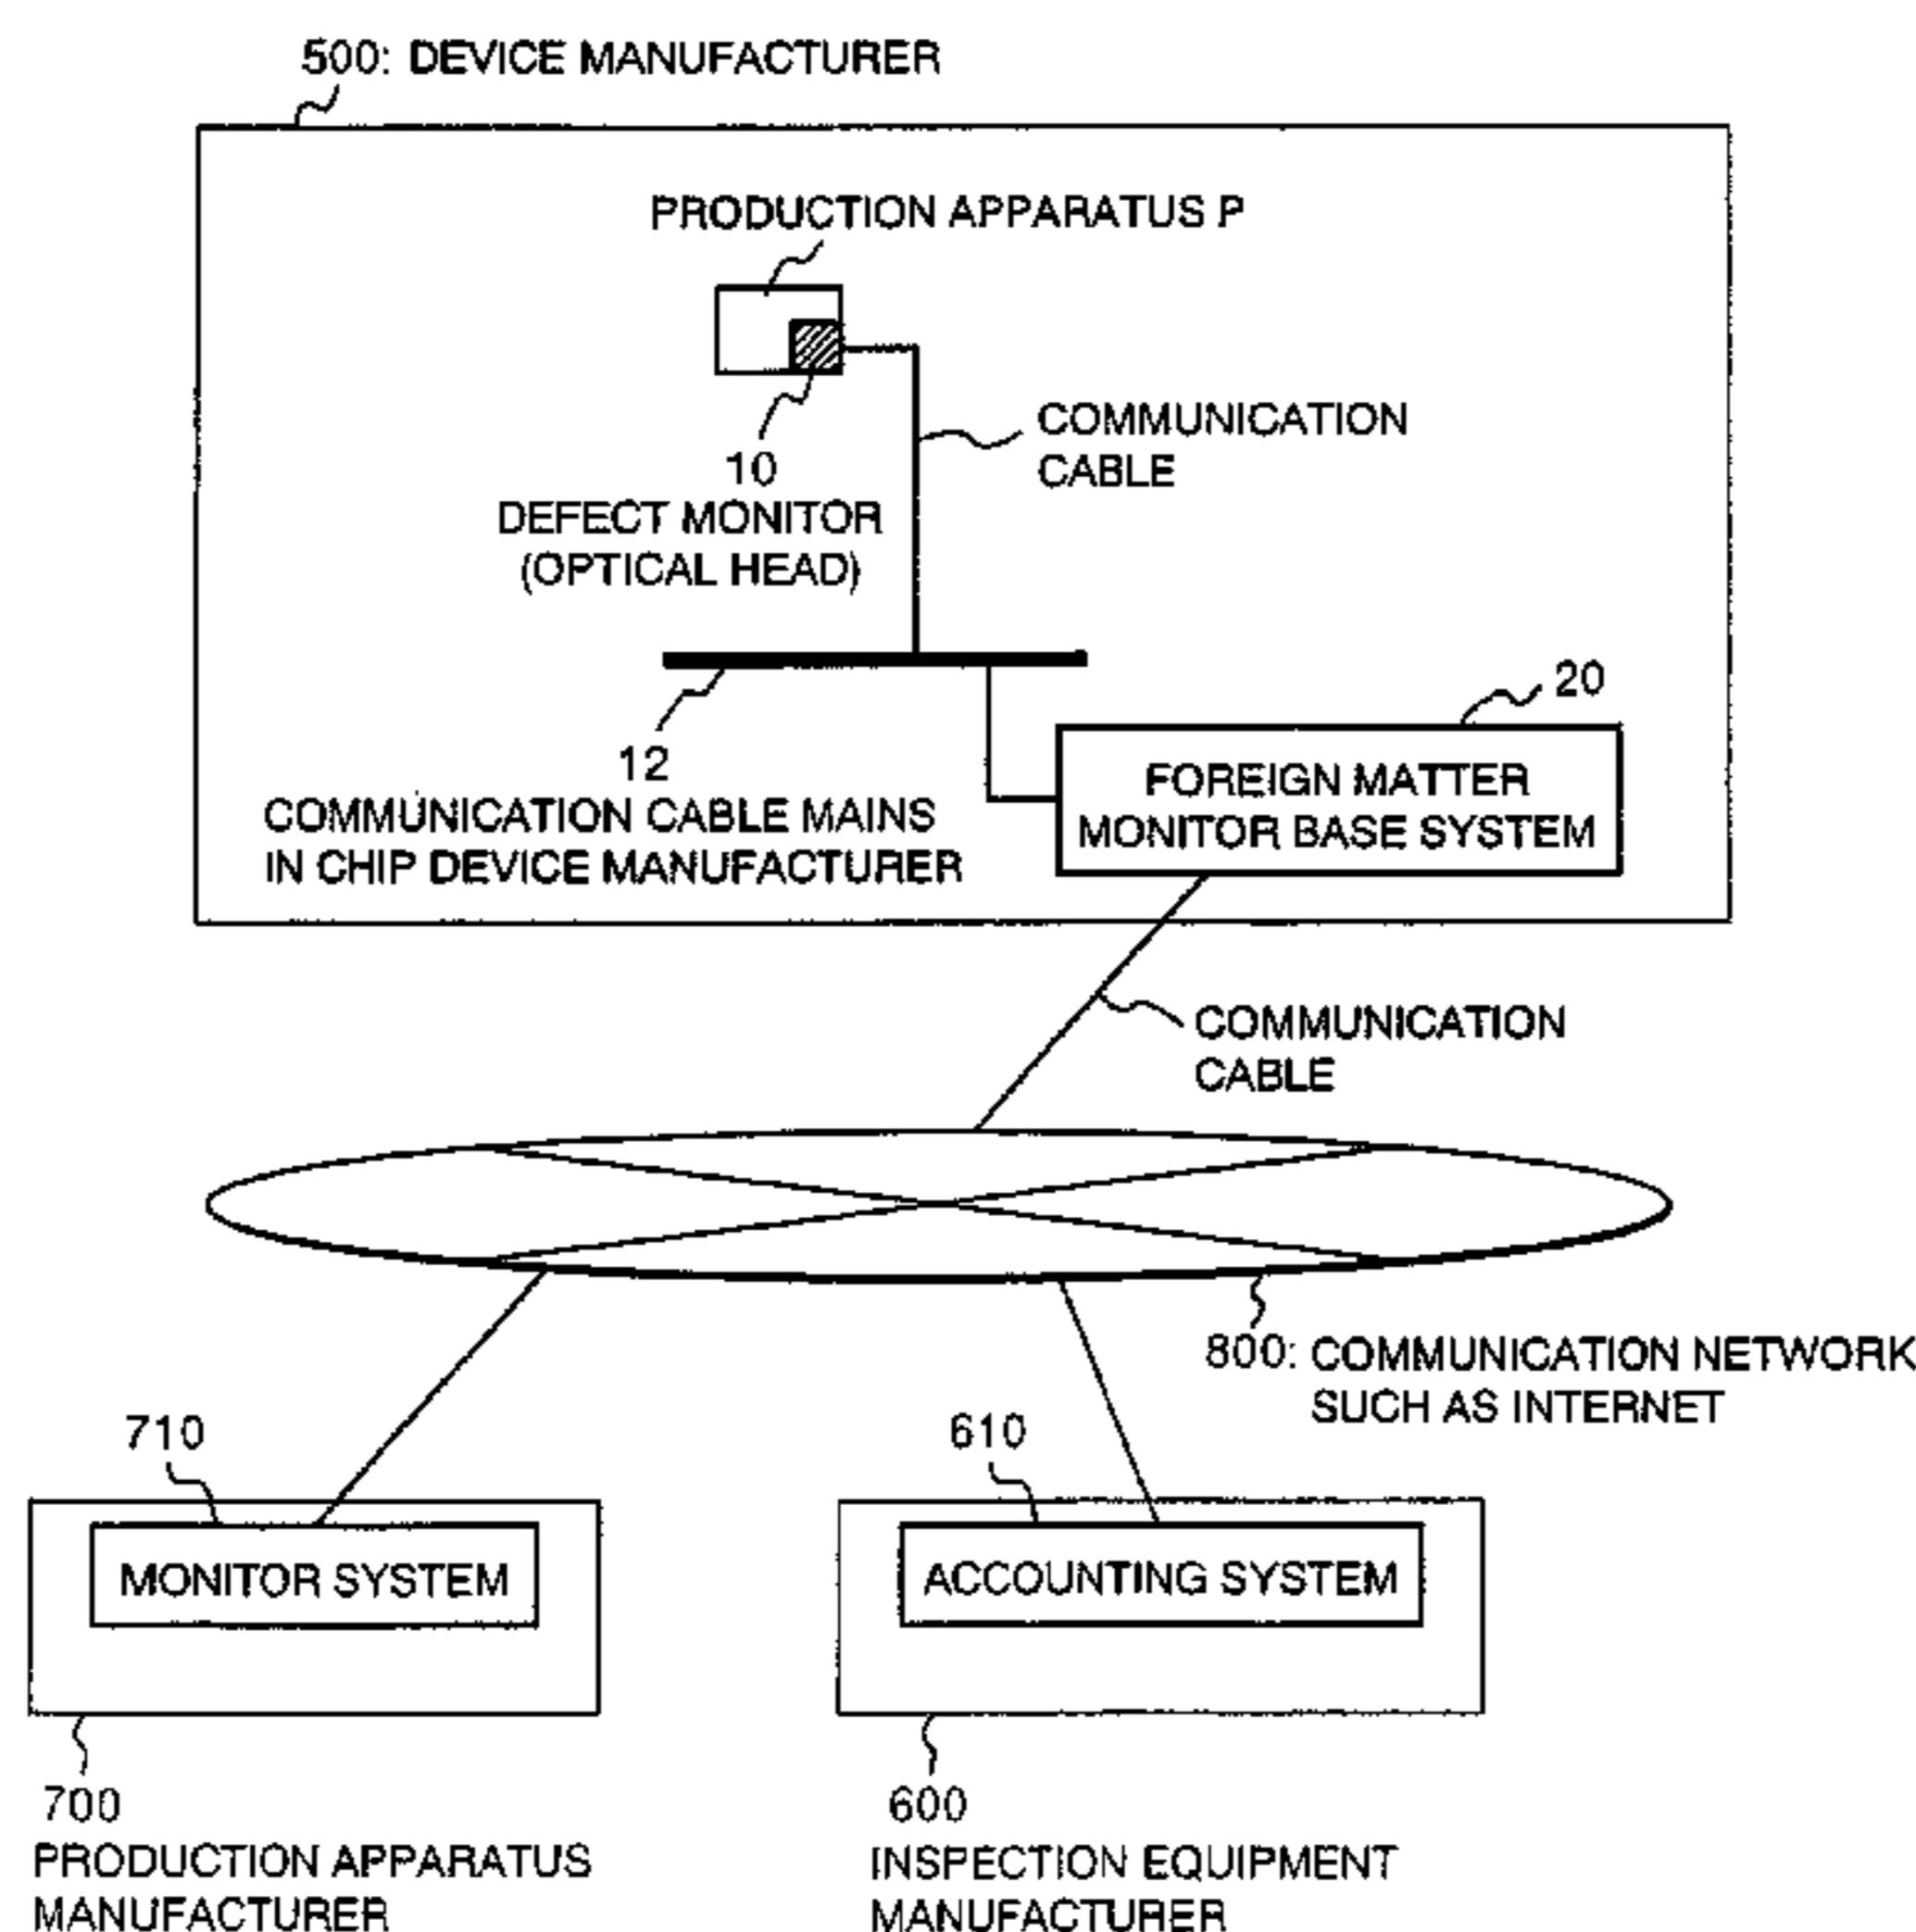 500: DEVICE MANUFACTURER
PRODUCTION APPARATUS P
COMMUNICATION
CABLE
10
DEFECT MONITOR
(OPTICAL HEAD)
20
12
COMMUNICATION CABLE MAINS
IN CHIP DEVICE MANUFACTURER
FOREIGN MATTER
MONITOR BASE SYSTEM
COMMUNICATION
CABLE
800: COMMUNICATION NETWORK
SUCH AS INTERNET
710
MONITOR SYSTEM
610
ACCOUNTING SYSTEM
700
PRODUCTION APPARATUS
MANUFACTURER
600
INSPECTION EQUIPMENT
MANUFACTURER